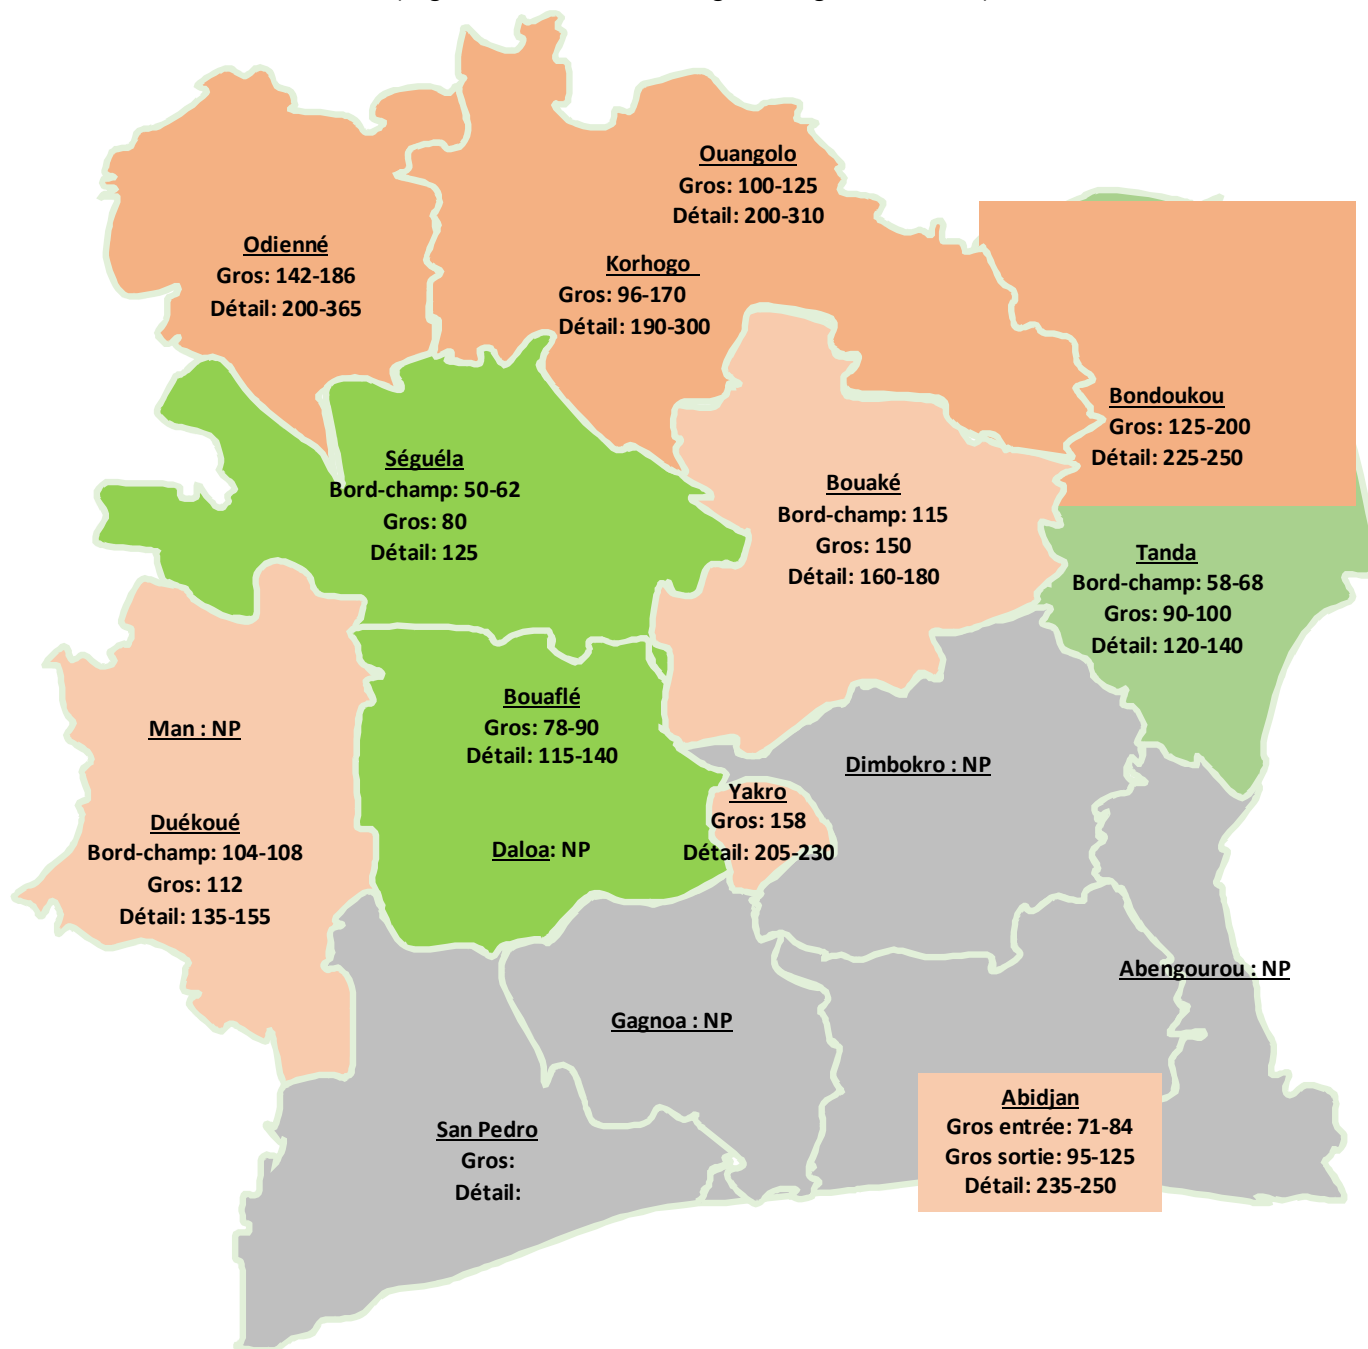 Ouangolo
Gros: 100-125
Détail: 200-310
Odienné
Gros: 142-186
Détail: 200-365
Korhogo
Gros: 96-170
Détail: 190-300
Bondoukou
Gros: 125-200
Détail: 225-250
Séguéla
Bord-champ: 50-62
Gros: 80
Détail: 125
Bouaké
Bord-champ: 115
Gros: 150
Détail: 160-180
Tanda
Bord-champ: 58-68
Gros: 90-100
Détail: 120-140
Bouaflé
Gros: 78-90
Détail: 115-140
Man : NP
Dimbokro : NP
Yakro
Gros: 158
Détail: 205-230
Duékoué
Bord-champ: 104-108
Gros: 112
Détail: 135-155
Daloa: NP
Abengourou : NP
Gagnoa : NP
San Pedro
Gros:
Détail:
Abidjan
Gros entrée: 71-84
Gros sortie: 95-125
Détail: 235-250